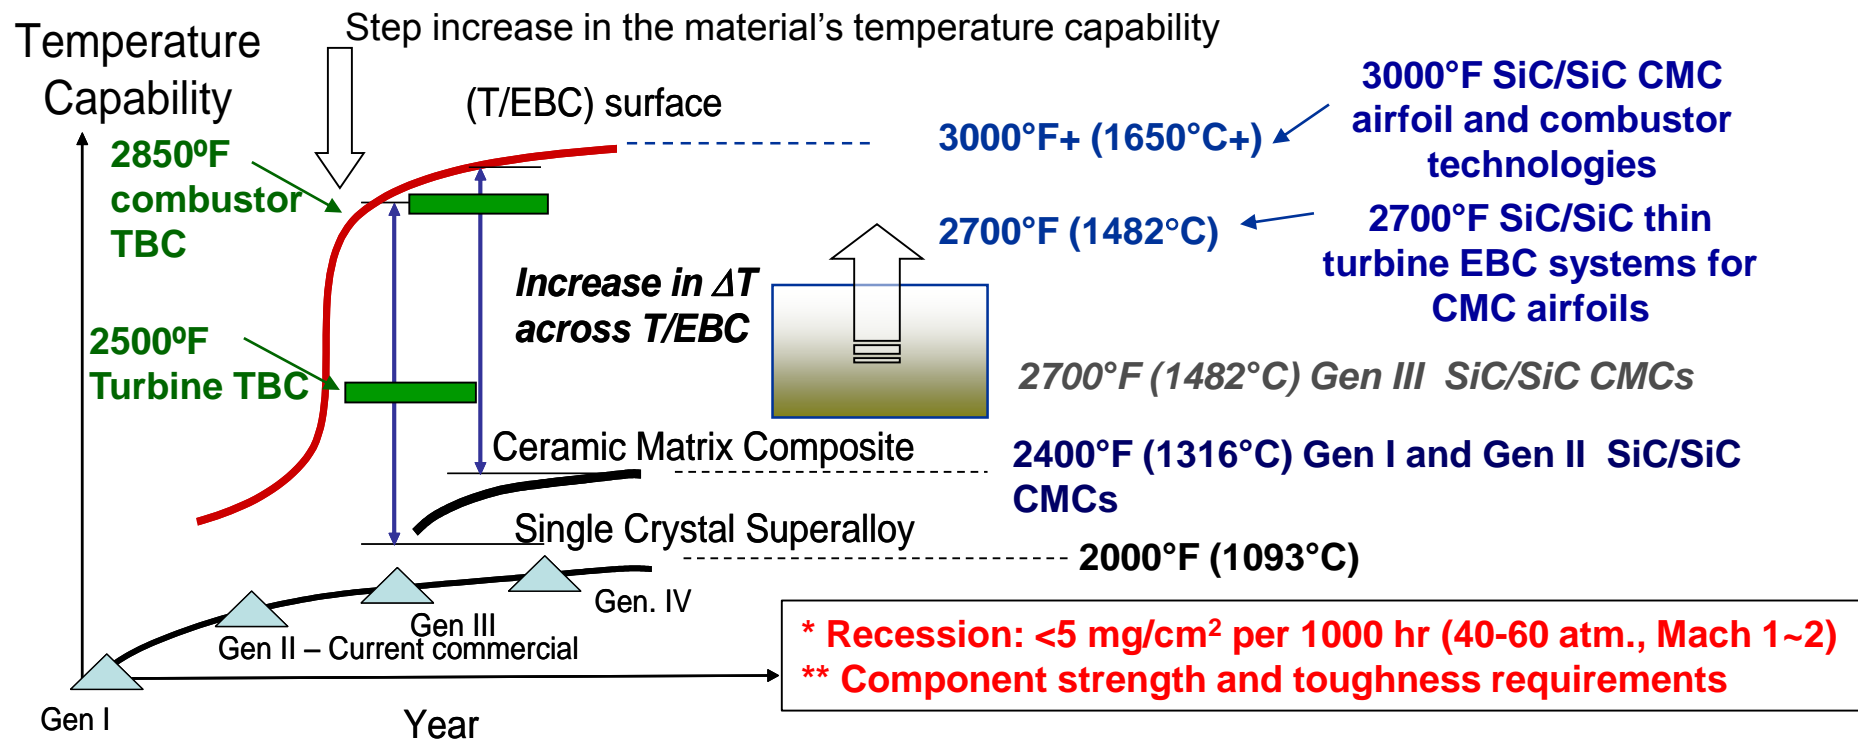 Step increase in the material's temperature capability
Temperature
Capability
(T/EBC) surface
2850⁰F
combustor
TBC
3000°F+ (1650°C+)
3000°F SiC/SiC CMC
airfoil and combustor
technologies
2700°F (1482°C)
2700°F SiC/SiC thin
turbine EBC systems for
CMC airfoils
Increase in ΔT
across T/EBC
2500⁰F
Turbine TBC
2700°F (1482°C) Gen III SiC/SiC CMCs
Ceramic Matrix Composite
2400°F (1316°C) Gen I and Gen II SiC/SiC
CMCs
Single Crystal Superalloy
2000°F (1093°C)
Gen. IV
Gen III
Gen II – Current commercial
Gen I
Year
* Recession: <5 mg/cm² per 1000 hr (40-60 atm., Mach 1~2)
** Component strength and toughness requirements